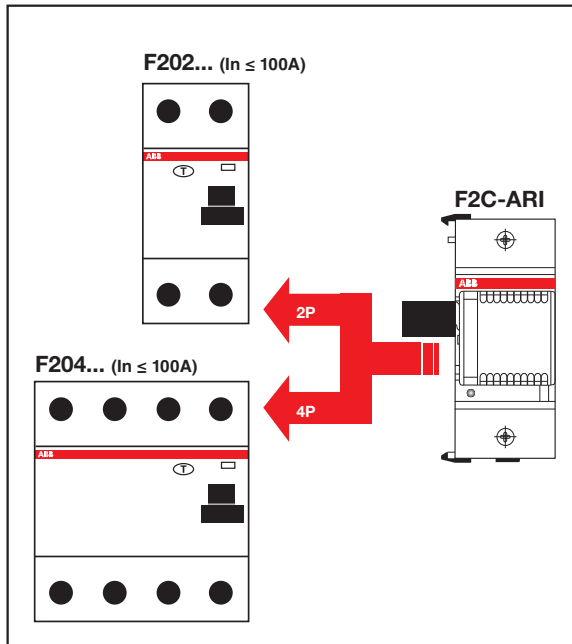 F202... (In ≤ 100A)
ABB
T
F2C-ARI
ABB
2P
F204... (In ≤ 100A)
4P
ABB
T